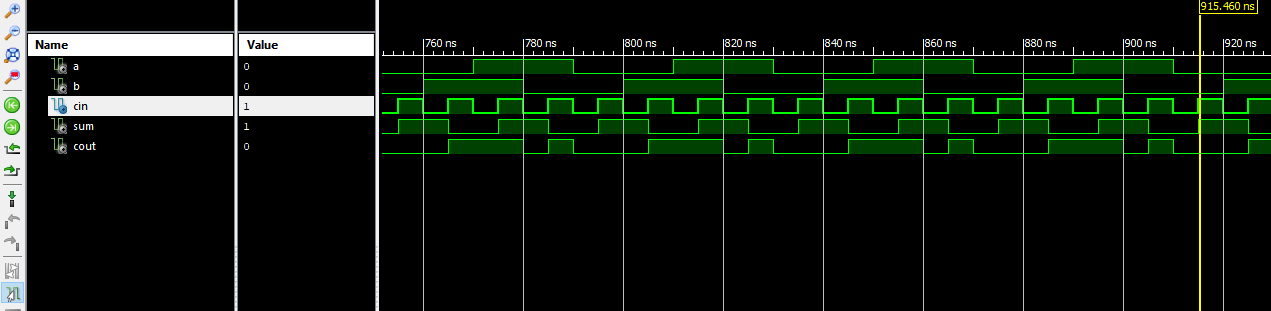 915.460 ns
Name Value 760 ns 780 ns 800 ns 820 ns 840 ns 860 ns 880 ns 900 ns 920 ns
a 0
b 0
cin 1
sum 1
cout 0